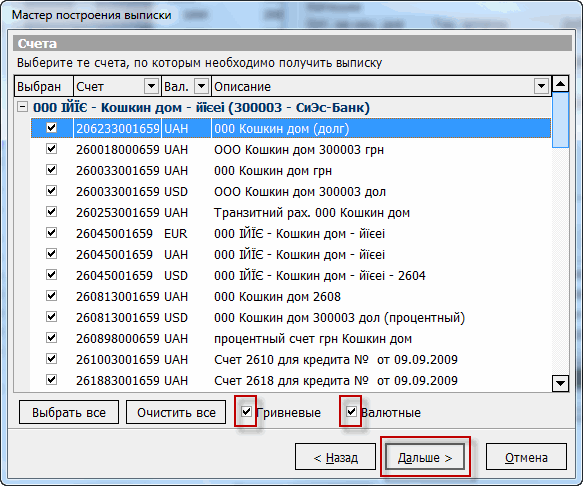 Мастер построения выписки
Счета
Выберите те счета, по которым необходимо получить выписку
Выбран Счет Вал. Описание
000 ІЙЇЄ - Кошкин дом - йїєеі (300003 - СиЭс-Банк)
206233001659 UAH 000 Кошкин дом (долг)
260018000659 UAH ООО Кошкин дом 300003 грн
260033001659 UAH 000 Кошкин дом грн
260033001659 USD ООО Кошкин дом 300003 дол
260253001659 UAH Транзитний рах. 000 Кошкин дом
26045001659 EUR 000 ІЙЇЄ - Кошкин дом - йїєеі
26045001659 UAH 000 ІЙЇЄ - Кошкин дом - йїєеі
26045001659 USD 000 ІЙЇЄ - Кошкин дом - йїєеі - 2604
260813001659 UAH 000 Кошкин дом 2608
260813001659 USD 000 Кошкин дом 300003 дол (процентный)
260898000659 UAH процентный счет грн Кошкин дом
261003001659 UAH Счет 2610 для кредита № от 09.09.2009
261883001659 UAH Счет 2618 для кредита № от 09.09.2009
Выбрать все Очистить все Гривневые Валютные
< Назад Дальше > Отмена